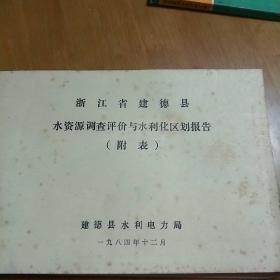 浙江省建德县
水资源调查评价与水利化区划报告
（附表）
建德县水利电力局
一九八四年十二月